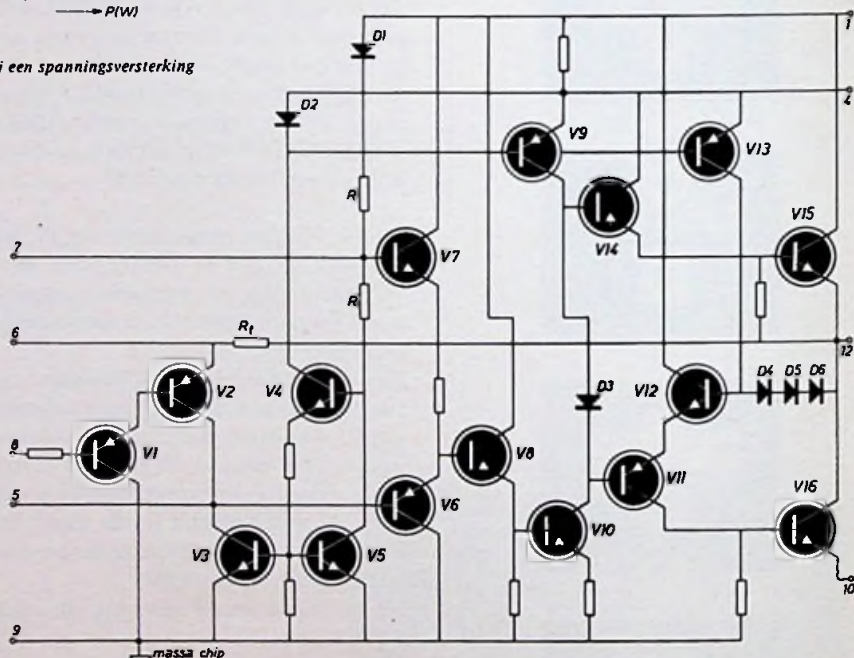 P(W)
j een spanningsversterking
D1
1
D2
4
V9
V13
R
V14
V15
7
V7
R
6
Rt
12
V2
V4
D3
V12
D4 D5 D6
8
V1
V8
V11
5
V6
V16
V3
V5
V10
10
9
massa chip